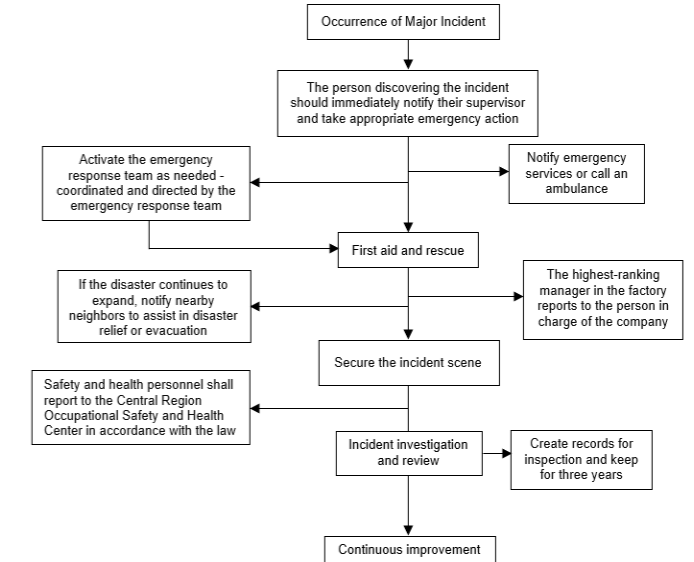 Occurrence of Major Incident
The person discovering the incident
should immediately notify their supervisor
and take appropriate emergency action
Activate the emergency
response team as needed -
coordinated and directed by the
emergency response team
Notify emergency
services or call an
ambulance
First aid and rescue
If the disaster continues to
expand, notify nearby
neighbors to assist in disaster
relief or evacuation
The highest-ranking
manager in the factory
reports to the person in
charge of the company
Secure the incident scene
Safety and health personnel shall
report to the Central Region
Occupational Safety and Health
Center in accordance with the law
Incident investigation
and review
Create records for
inspection and keep
for three years
Continuous improvement